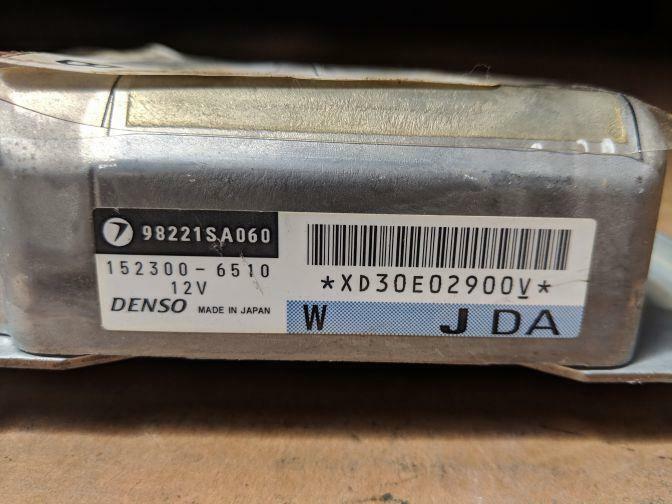 98221SA060
152300-6510
12V
DENSO MADE IN JAPAN
*XD30E02900V*
W J DA